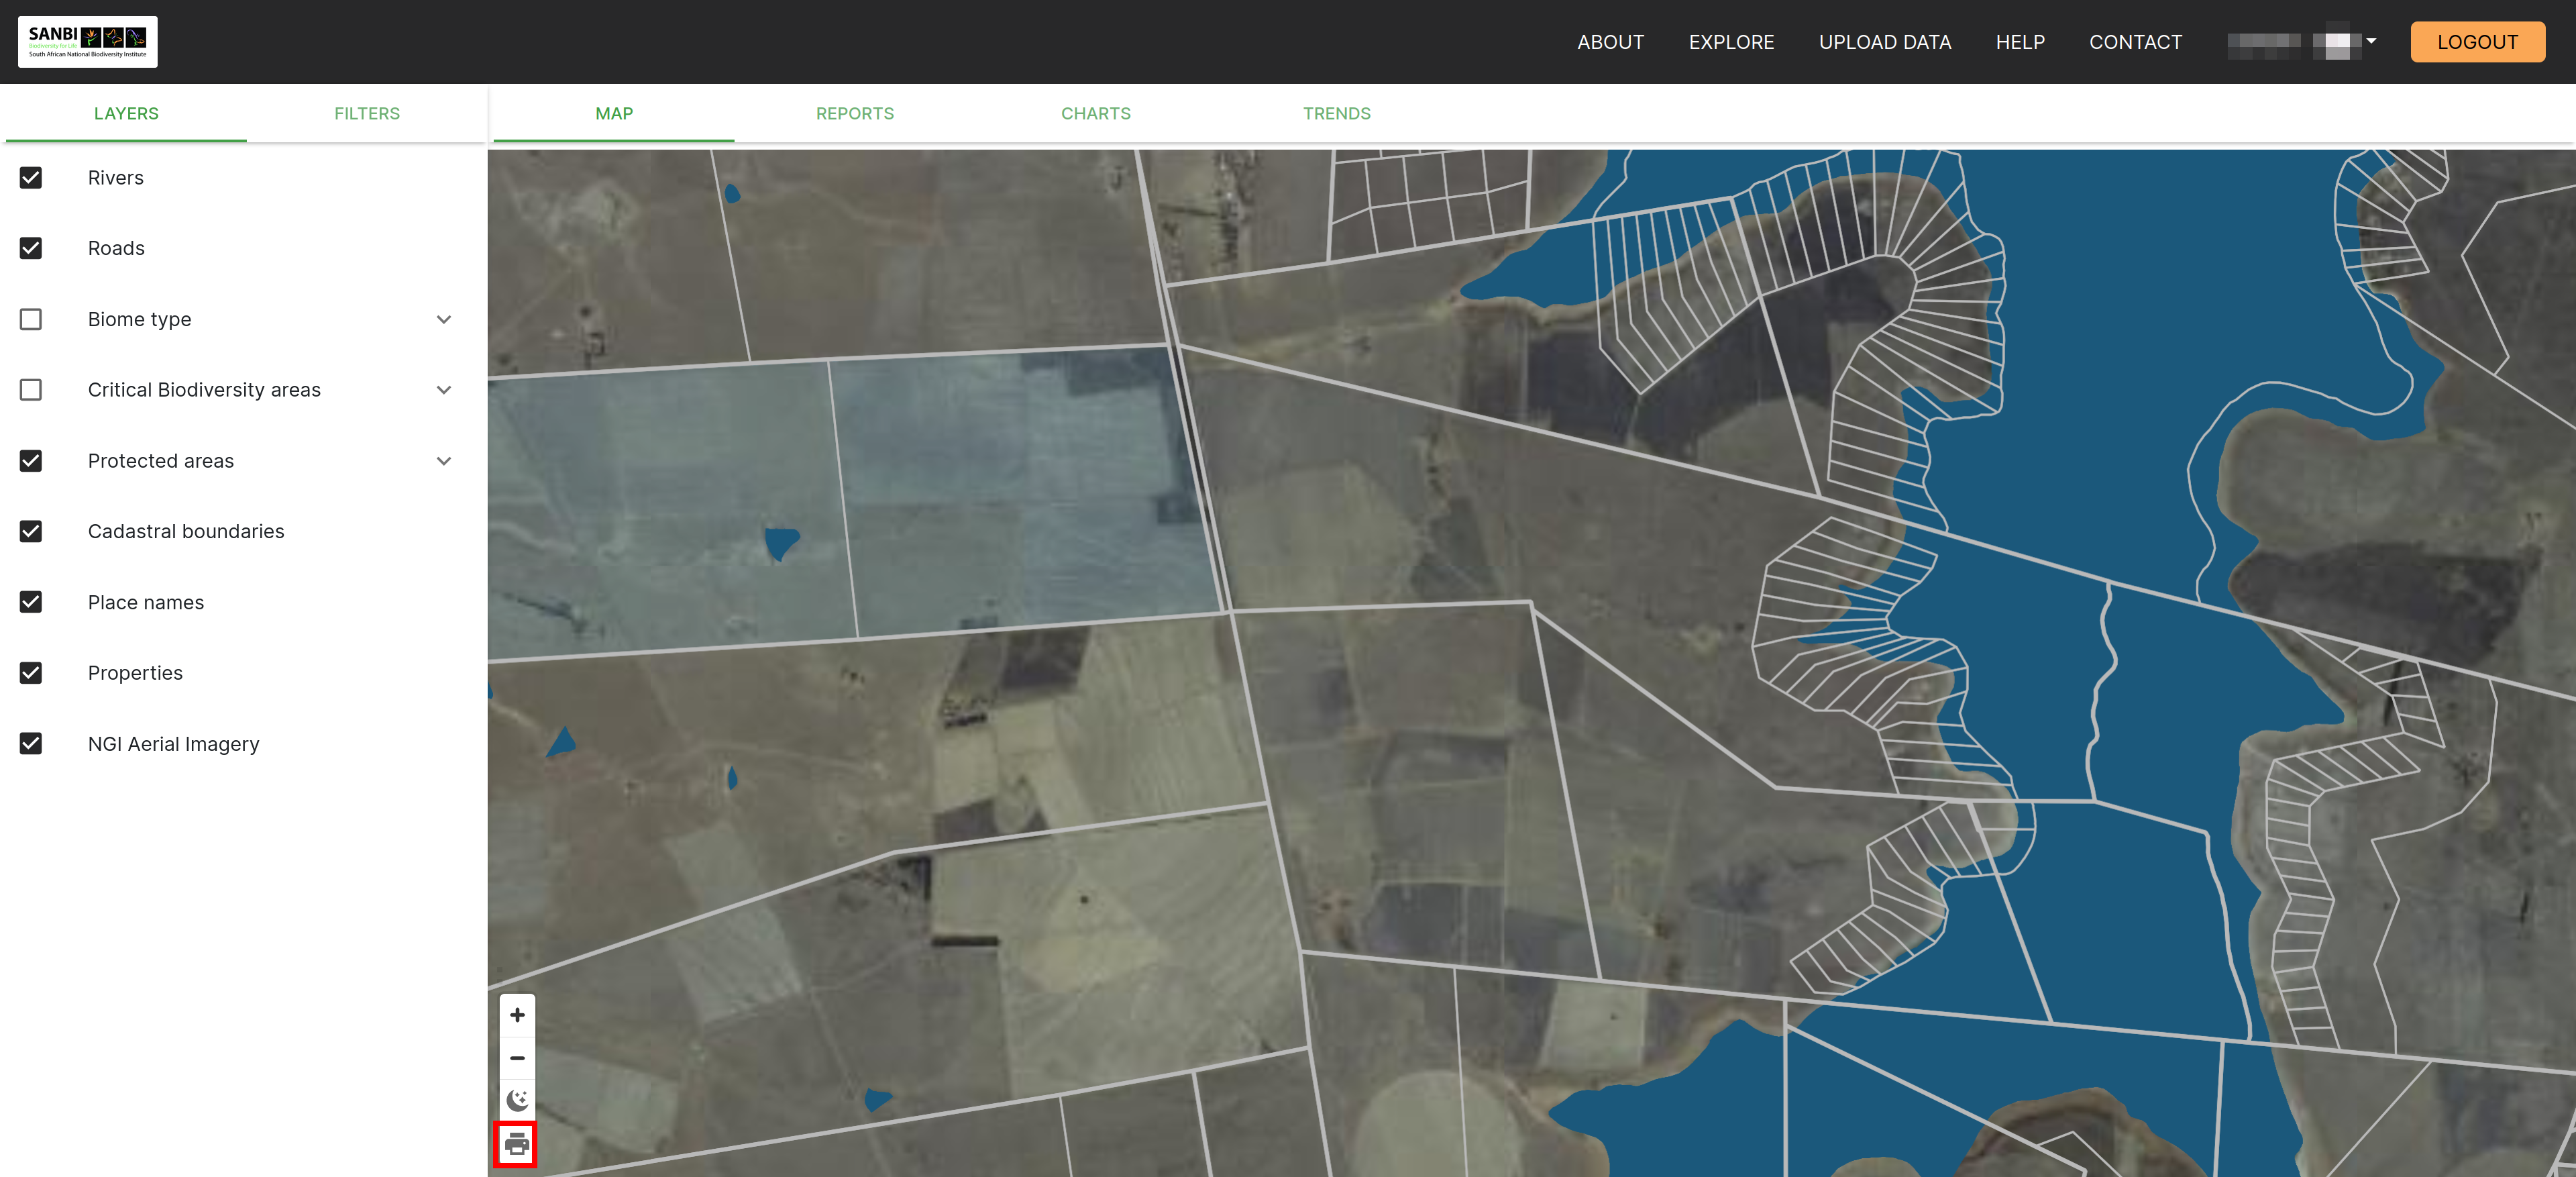 SANBI
Biodiversity for Life
South African National Biodiversity Institute
ABOUT
EXPLORE
UPLOAD DATA
HELP
CONTACT
LOGOUT
LAYERS
FILTERS
MAP
REPORTS
CHARTS
TRENDS
Rivers
Roads
Biome type
Critical Biodiversity areas
Protected areas
Cadastral boundaries
Place names
Properties
NGI Aerial Imagery